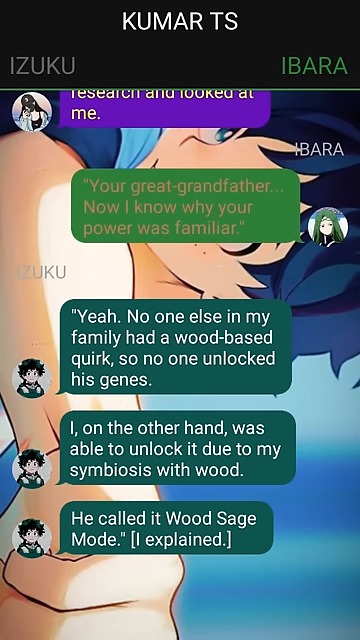 KUMAR TS
IZUKU
IBARA
research and looked at
me.
IBARA
"Your great-grandfather...
Now I know why your
power was familiar."
IZUKU
"Yeah. No one else in my
family had a wood-based
quirk, so no one unlocked
his genes.
I, on the other hand, was
able to unlock it due to my
symbiosis with wood.
He called it Wood Sage
Mode." [I explained.]